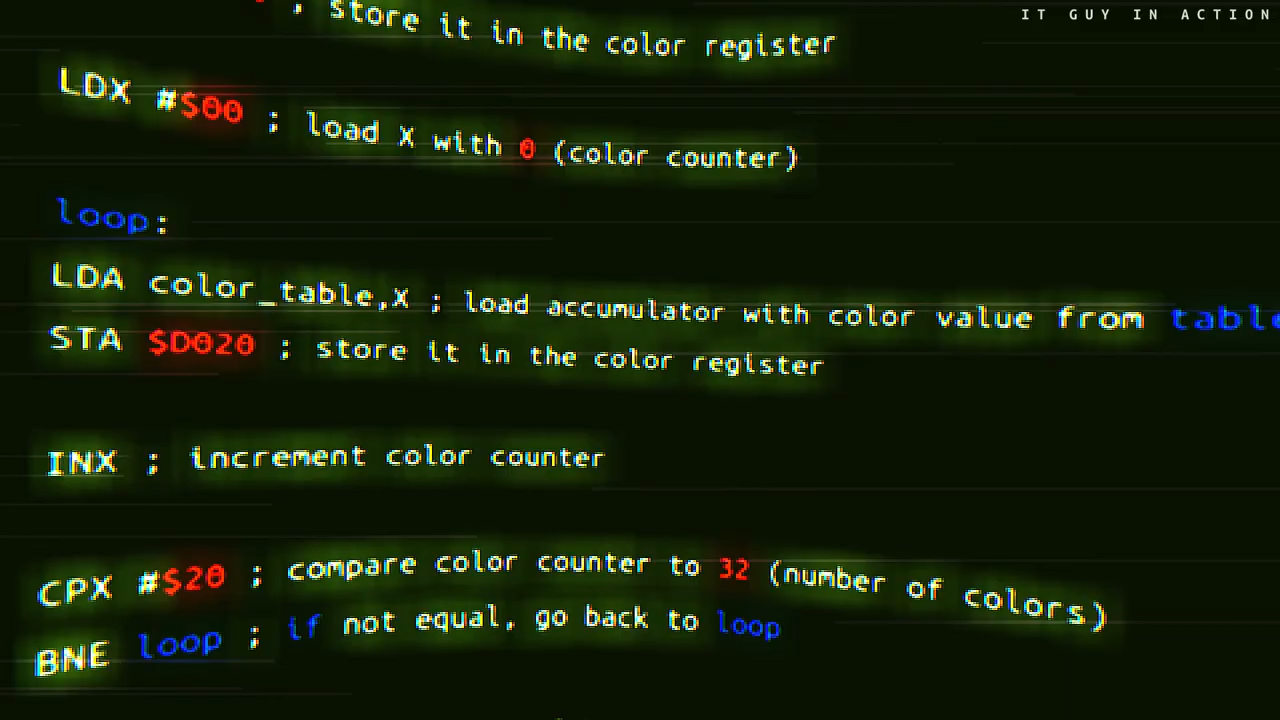 IT GUY IN ACTION
; store it in the color register
LDX #$00 ; load X with 0 (color counter)
loop:
LDA color_table,X ; load accumulator with color value from table
STA $D020 ; store it in the color register
INX ; increment color counter
CPX #$20 ; compare color counter to 32 (number of colors)
BNE loop ; if not equal, go back to loop